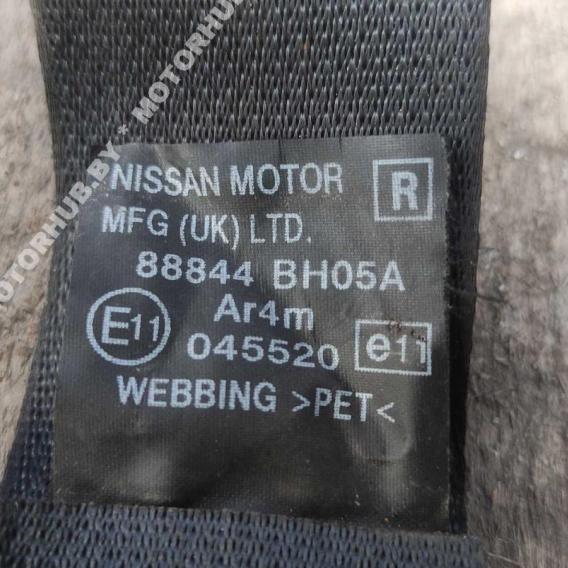 MOTORHUB.BY * MOTORHUB
NISSAN MOTOR R
MFG (UK) LTD.
88844 BH05A
E11 Ar4m
045520 e11
WEBBING >PET<